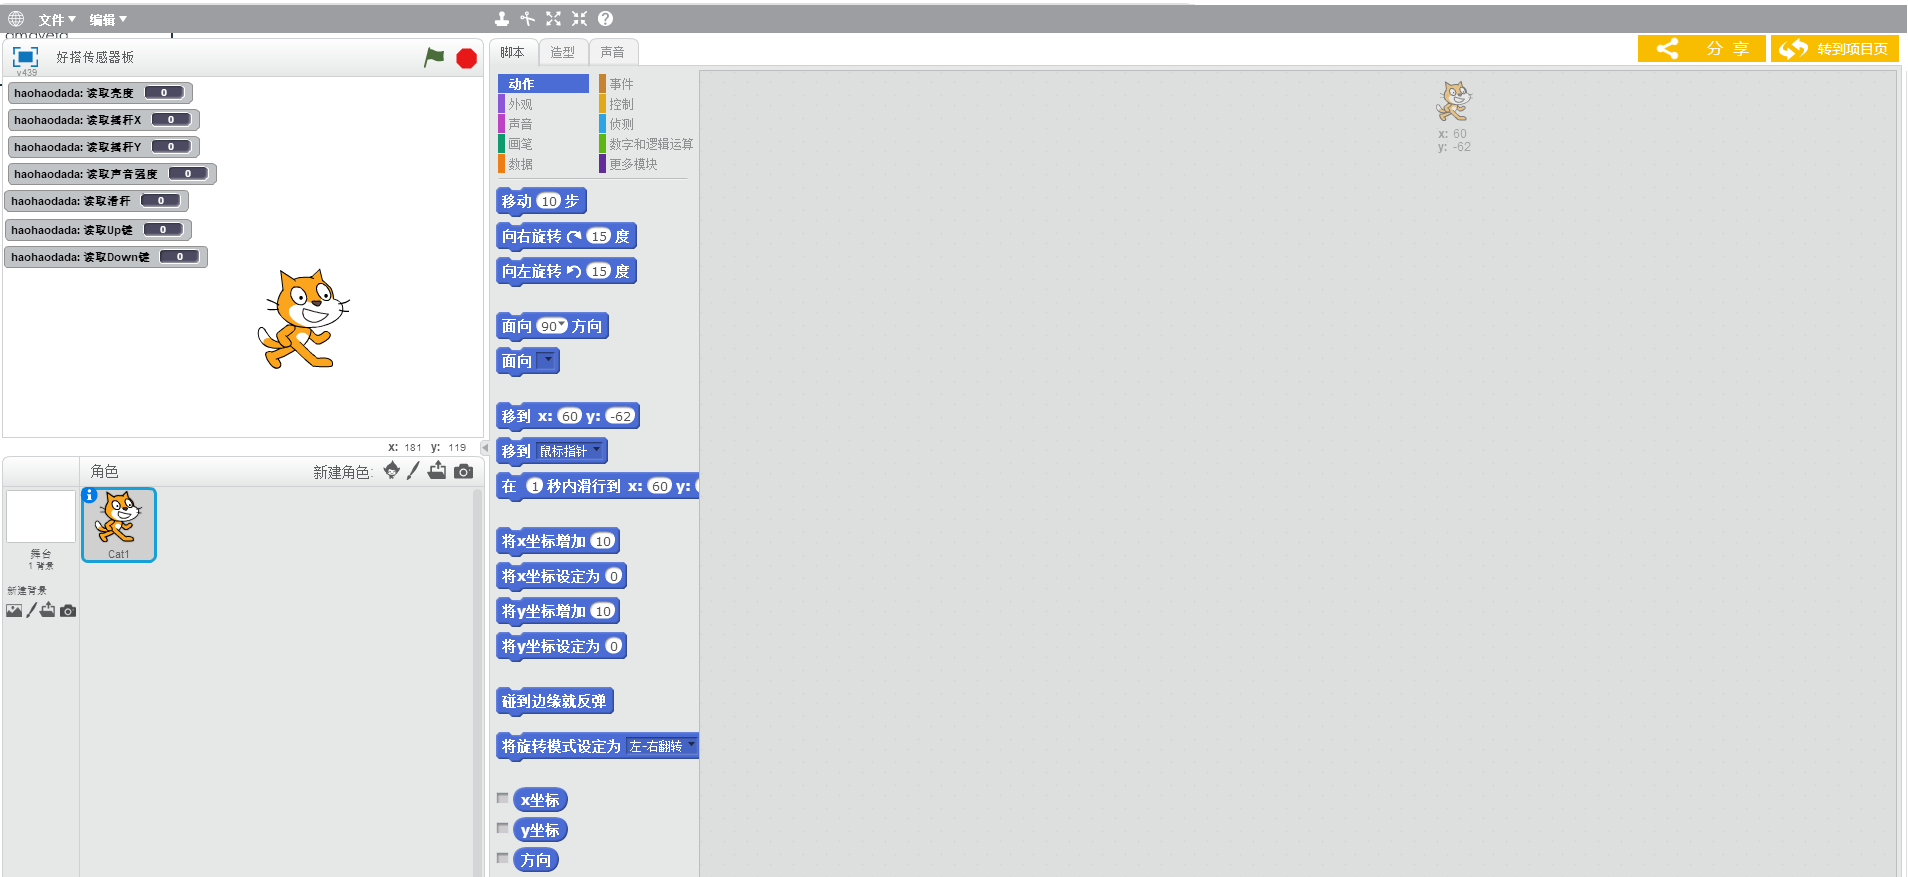 文件▼ 编辑▼
好搭传感器板
v439
haohaodada: 读取亮度 0
haohaodada: 读取摇杆X 0
haohaodada: 读取摇杆Y 0
haohaodada: 读取声音强度 0
haohaodada: 读取滑杆 0
haohaodada: 读取Up键 0
haohaodada: 读取Down键 0
x: 181 y: 119
角色
新建角色:
Cat1
舞台
1 背景
新建背景
脚本 造型 声音
分 享
转到项目页
动作 事件
外观 控制
声音 侦测
画笔 数字和逻辑运算
数据 更多模块
移动 10 步
向右旋转 15 度
向左旋转 15 度
面向 90▼ 方向
面向
移到 x: 60 y: -62
移到 鼠标指针
在 1 秒内滑行到 x: 60 y:
将x坐标增加 10
将x坐标设定为 0
将y坐标增加 10
将y坐标设定为 0
碰到边缘就反弹
将旋转模式设定为 左-右翻转
x坐标
y坐标
方向
x: 60
y: -62